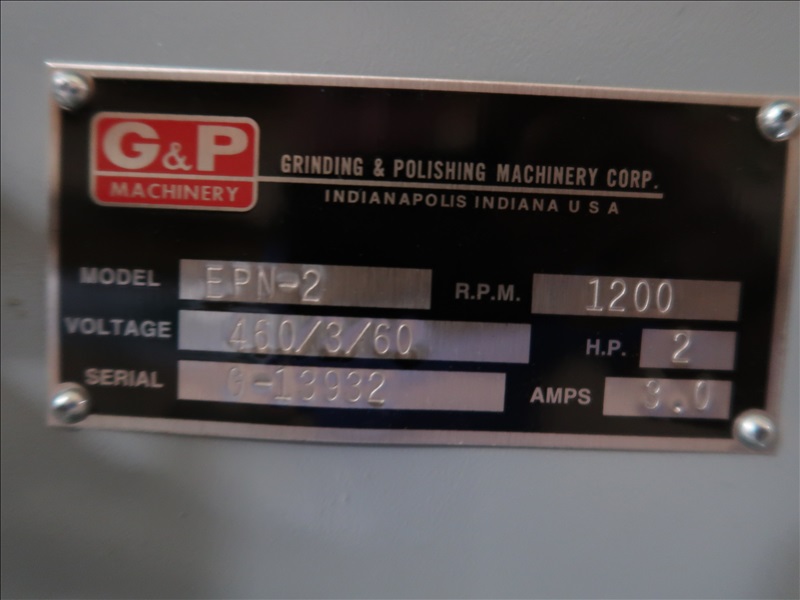 G&P
MACHINERY
GRINDING & POLISHING MACHINERY CORP.
INDIANAPOLIS INDIANA U S A
MODEL EPN-2 R.P.M. 1200
VOLTAGE 460/3/60 H.P. 2
SERIAL G-13932 AMPS 3.0